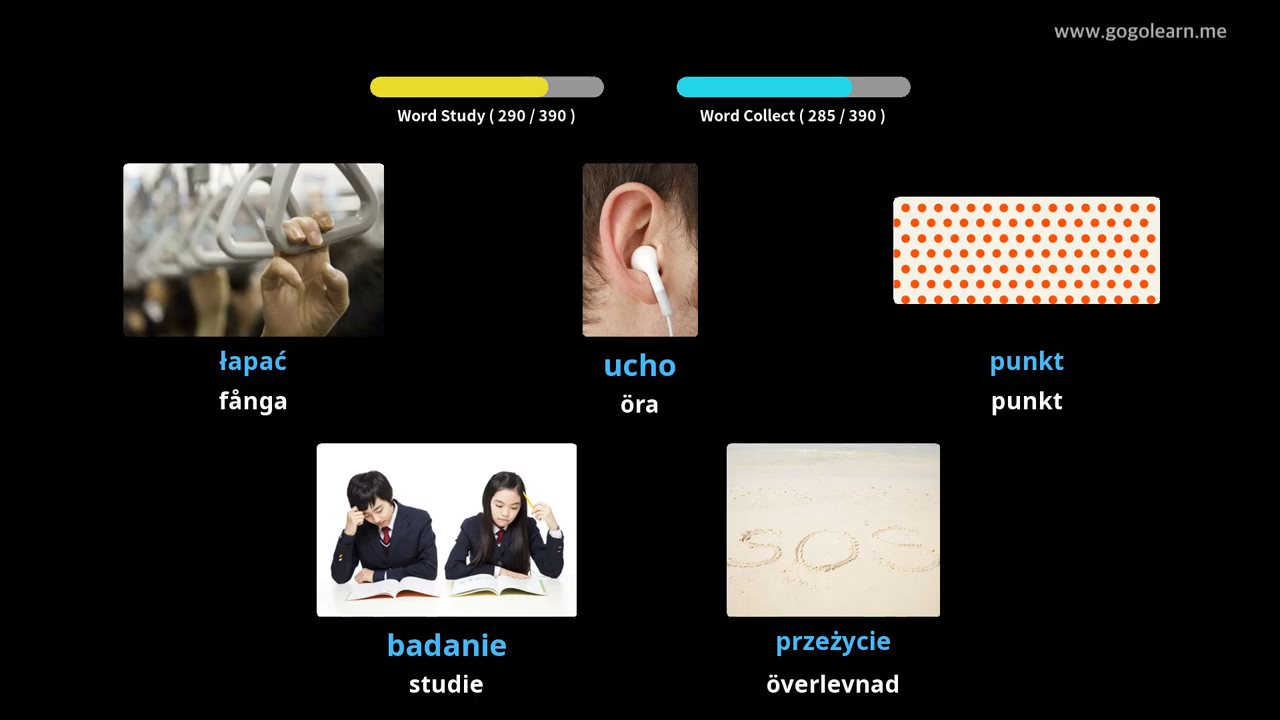 www.gogolearn.me
Word Study ( 290 / 390 )
Word Collect ( 285 / 390 )
łapać
fånga
ucho
öra
punkt
punkt
SOS
badanie
studie
przeżycie
överlevnad